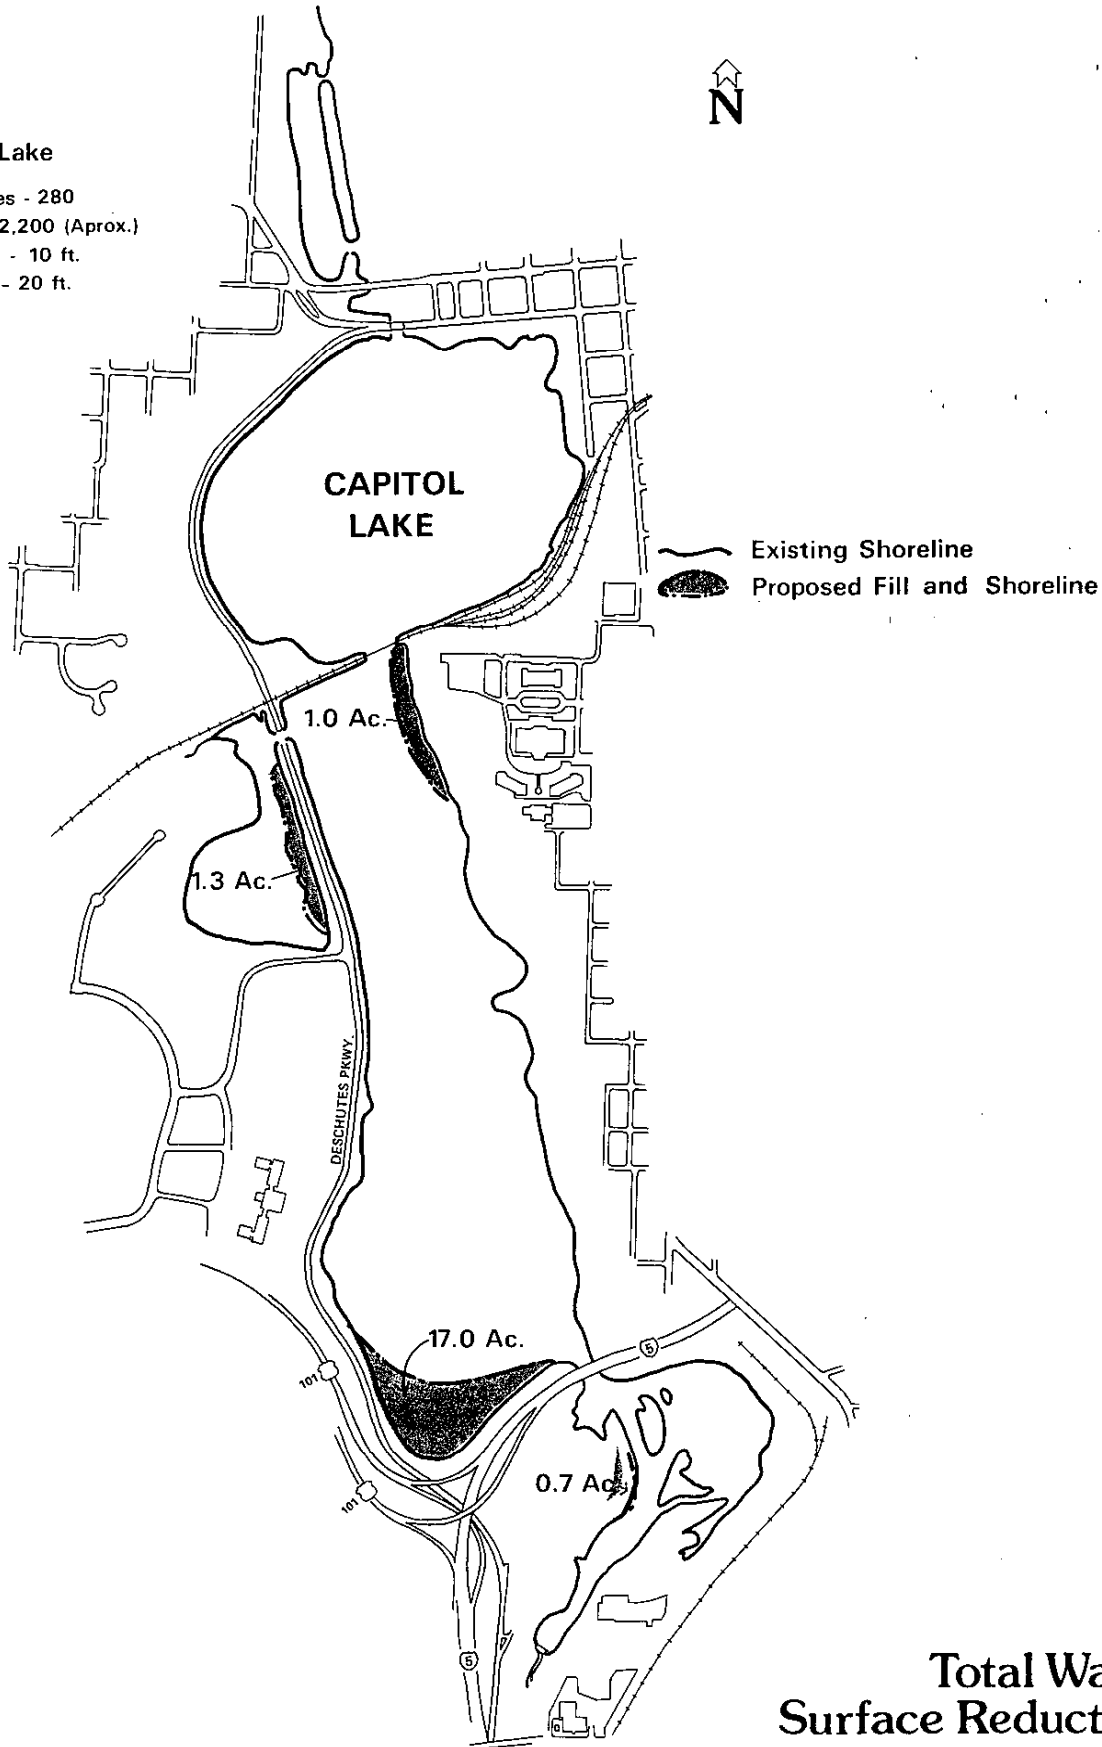 N
Lake
es - 280
2,200 (Aprox.)
- 10 ft.
- 20 ft.
CAPITOL
LAKE
Existing Shoreline
Proposed Fill and Shoreline
1.0 Ac.
1.3 Ac.
DESCHUTES PKWY.
17.0 Ac.
5
101
101
0.7 Ac.
5
Total Wa
Surface Reduct